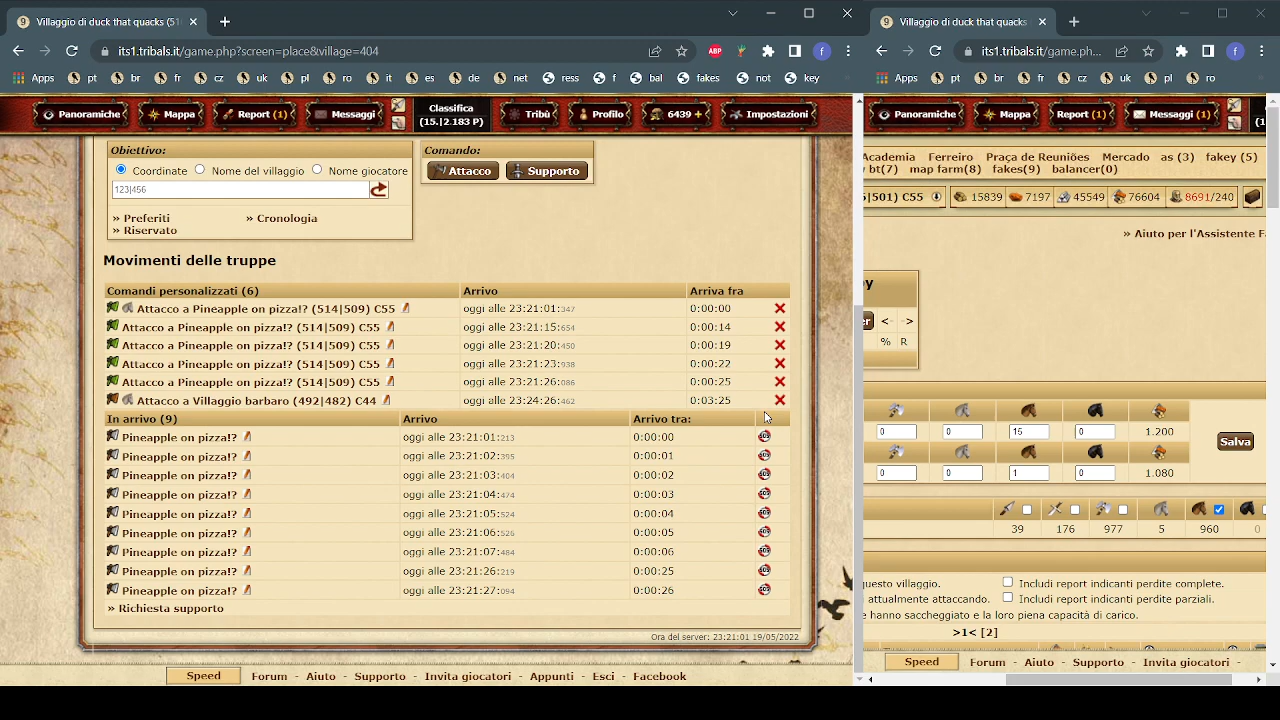 Villaggio di duck that quacks (51
Villaggio di duck that quacks
its1.tribals.it/game.php?screen=place&village=404
its1.tribals.it/game.ph...
Apps pt br fr cz uk pl ro it es de net ress f bal fakes not key
Apps pt br fr cz uk pl ro
Panoramiche Mappa Report (1) Messaggi
Classifica
(15.|2.183 P)
Tribù Profilo 6439 + Impostazioni
Panoramiche Mappa Report (1) Messaggi (1)
Obiettivo:
Coordinate Nome del villaggio Nome giocatore
123|456
» Preferiti » Cronologia
» Riservato
Comando:
Attacco Supporto
Movimenti delle truppe
Comandi personalizzati (6) Arrivo Arriva fra
Attacco a Pineapple on pizza!? (514|509) C55 oggi alle 23:21:01:347 0:00:00
Attacco a Pineapple on pizza!? (514|509) C55 oggi alle 23:21:15:654 0:00:14
Attacco a Pineapple on pizza!? (514|509) C55 oggi alle 23:21:20:450 0:00:19
Attacco a Pineapple on pizza!? (514|509) C55 oggi alle 23:21:23:938 0:00:22
Attacco a Pineapple on pizza!? (514|509) C55 oggi alle 23:21:26:086 0:00:25
Attacco a Villaggio barbaro (492|482) C44 oggi alle 23:24:26:462 0:03:25
In arrivo (9) Arrivo Arrivo tra:
Pineapple on pizza!? oggi alle 23:21:01:213 0:00:00
Pineapple on pizza!? oggi alle 23:21:02:395 0:00:01
Pineapple on pizza!? oggi alle 23:21:03:404 0:00:02
Pineapple on pizza!? oggi alle 23:21:04:474 0:00:03
Pineapple on pizza!? oggi alle 23:21:05:524 0:00:04
Pineapple on pizza!? oggi alle 23:21:06:526 0:00:05
Pineapple on pizza!? oggi alle 23:21:07:484 0:00:06
Pineapple on pizza!? oggi alle 23:21:26:219 0:00:25
Pineapple on pizza!? oggi alle 23:21:27:094 0:00:26
» Richiesta supporto
Ora del server: 23:21:01 19/05/2022
Speed Forum - Aiuto - Supporto - Invita giocatori - Appunti - Esci - Facebook
Academia Ferreiro Praça de Reuniões Mercado as (3) fakey (5)
bt(7) map farm(8) fakes(9) balancer(0)
|501) C55 15839 7197 45549 76604 8691/240
» Aiuto per l'Assistente Fa
<- ->
% R
0 0 15 0 1.200
Salva
0 1 0 1.080
39 176 977 5 960 0
questo villaggio. Includi report indicanti perdite complete.
attualmente attaccando. Includi report indicanti perdite parziali.
e hanno saccheggiato e la loro piena capacità di carico.
>1< [2]
Speed Forum - Aiuto - Supporto - Invita giocatori -